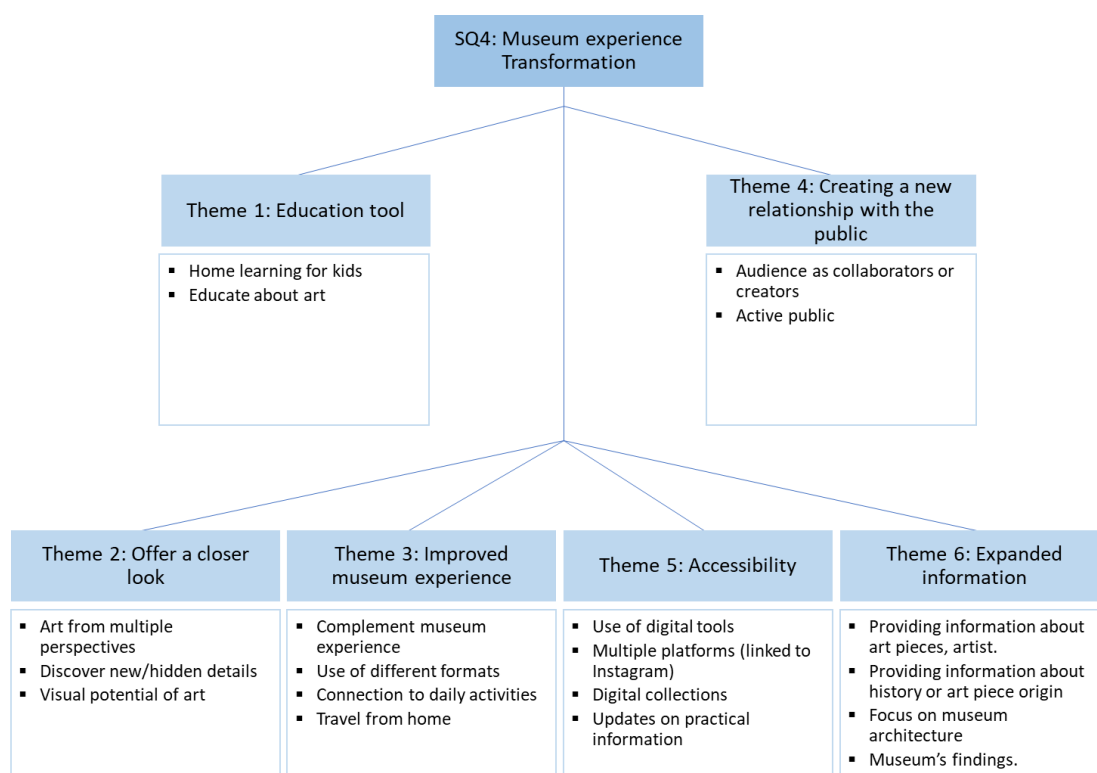 SQ4: Museum experience
Transformation
Theme 1: Education tool
▪ Home learning for kids
▪ Educate about art
Theme 4: Creating a new
relationship with the
public
▪ Audience as collaborators or
creators
▪ Active public
Theme 2: Offer a closer
look
▪ Art from multiple
perspectives
▪ Discover new/hidden details
▪ Visual potential of art
Theme 3: Improved
museum experience
▪ Complement museum
experience
▪ Use of different formats
▪ Connection to daily activities
▪ Travel from home
Theme 5: Accessibility
▪ Use of digital tools
▪ Multiple platforms (linked to
Instagram)
▪ Digital collections
▪ Updates on practical
information
Theme 6: Expanded
information
▪ Providing information about
art pieces, artist.
▪ Providing information about
history or art piece origin
▪ Focus on museum
architecture
▪ Museum’s findings.